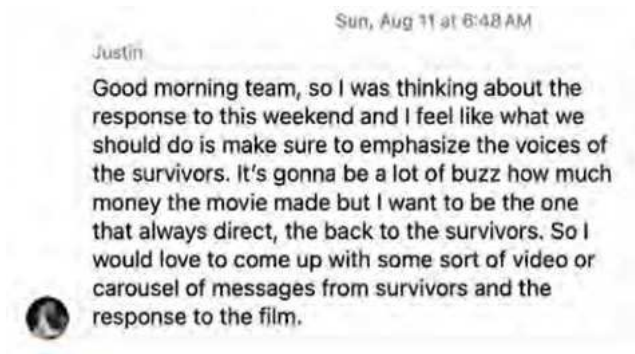 Sun, Aug 11 at 6:48 AM
Justin
Good morning team, so I was thinking about the
response to this weekend and I feel like what we
should do is make sure to emphasize the voices of
the survivors. It's gonna be a lot of buzz how much
money the movie made but I want to be the one
that always direct, the back to the survivors. So I
would love to come up with some sort of video or
carousel of messages from survivors and the
response to the film.